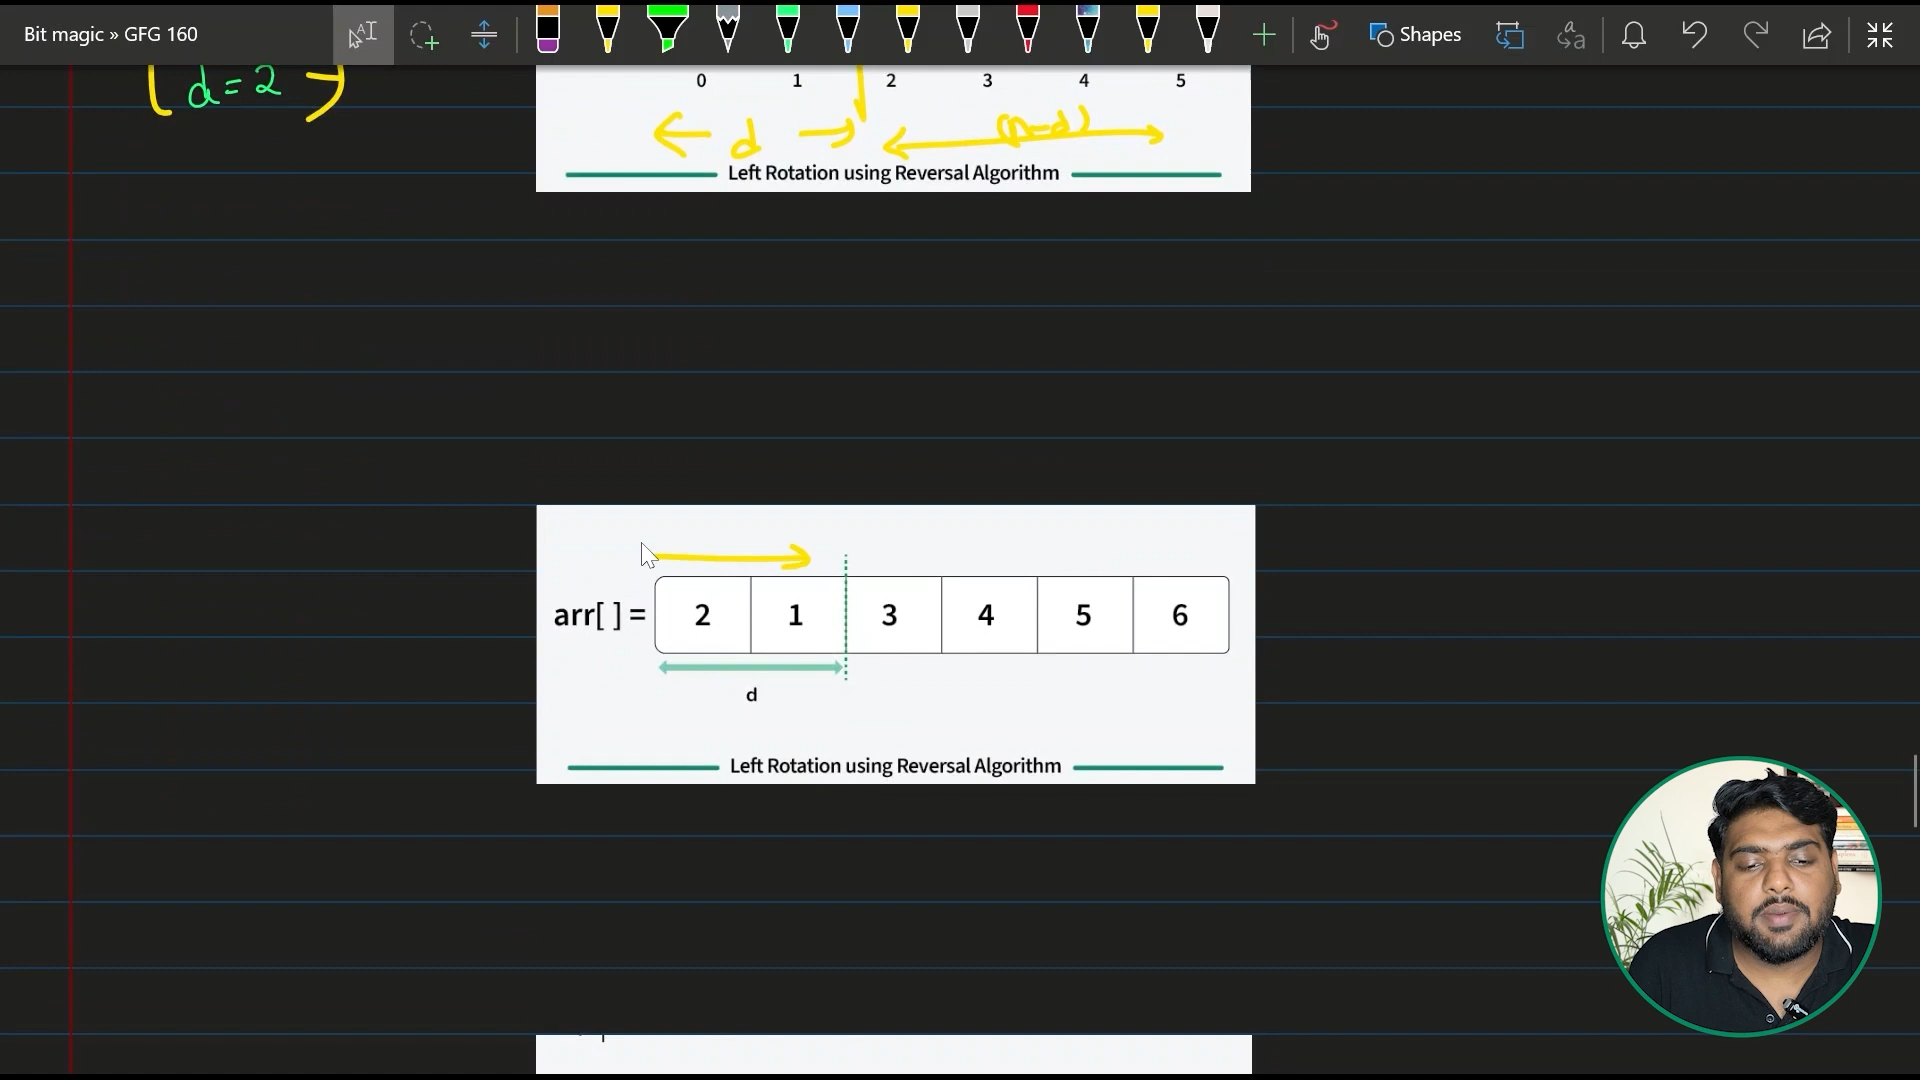 Bit magic » GFG 160
Shapes
d = 2
0 1 2 3 4 5
d (n-d)
Left Rotation using Reversal Algorithm
arr[ ] = 2 1 3 4 5 6
d
Left Rotation using Reversal Algorithm